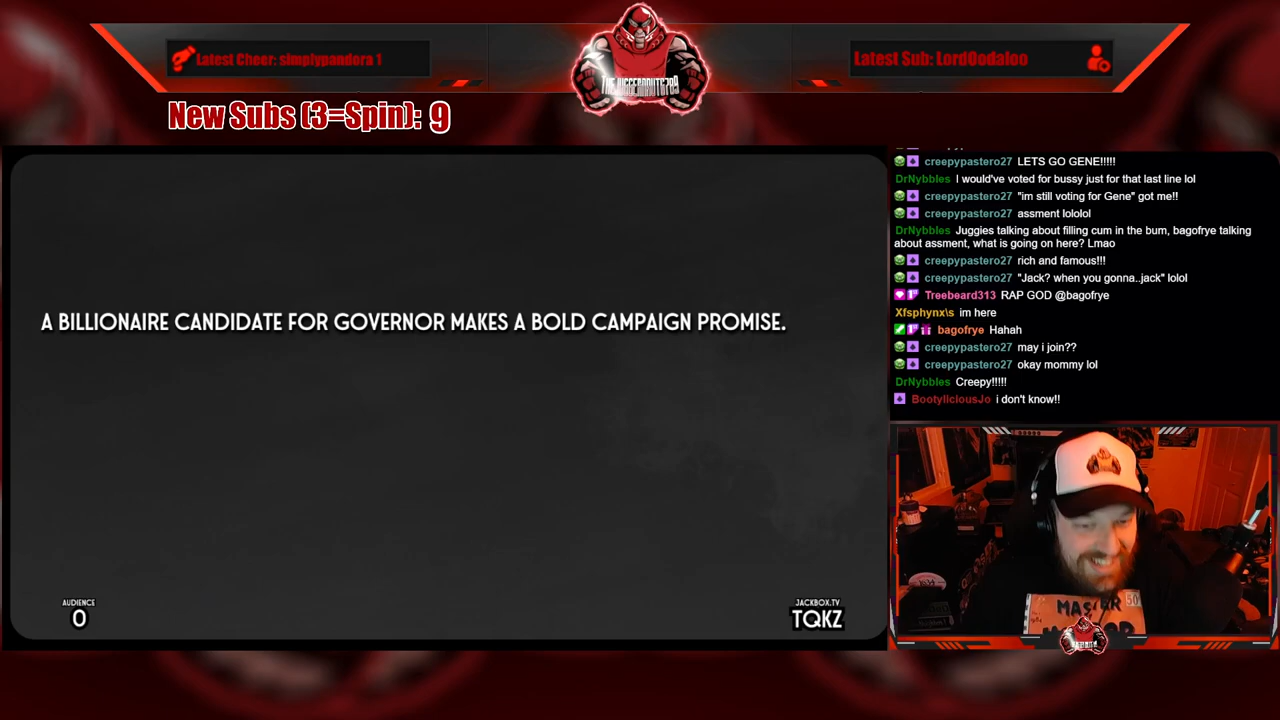 Latest Cheer: simplypandora 1
THEJUGGERNAUT6789
Latest Sub: LordOodaloo
New Subs (3=Spin): 9
creepypastero27 LETS GO GENE!!!!!
DrNybbles I would've voted for bussy just for that last line lol
creepypastero27 "im still voting for Gene" got me!!
creepypastero27 assment lololol
DrNybbles Juggies talking about filling cum in the bum, bagofrye talking
about assment, what is going on here? Lmao
creepypastero27 rich and famous!!!
creepypastero27 "Jack? when you gonna..jack" lolol
Treebeard313 RAP GOD @bagofrye
Xfsphynx\s im here
bagofrye Hahah
creepypastero27 may i join??
creepypastero27 okay mommy lol
DrNybbles Creepy!!!!!
BootyliciousJo i don't know!!
A BILLIONAIRE CANDIDATE FOR GOVERNOR MAKES A BOLD CAMPAIGN PROMISE.
AUDIENCE
0
JACKBOX.TV
TQKZ
MASTER
50